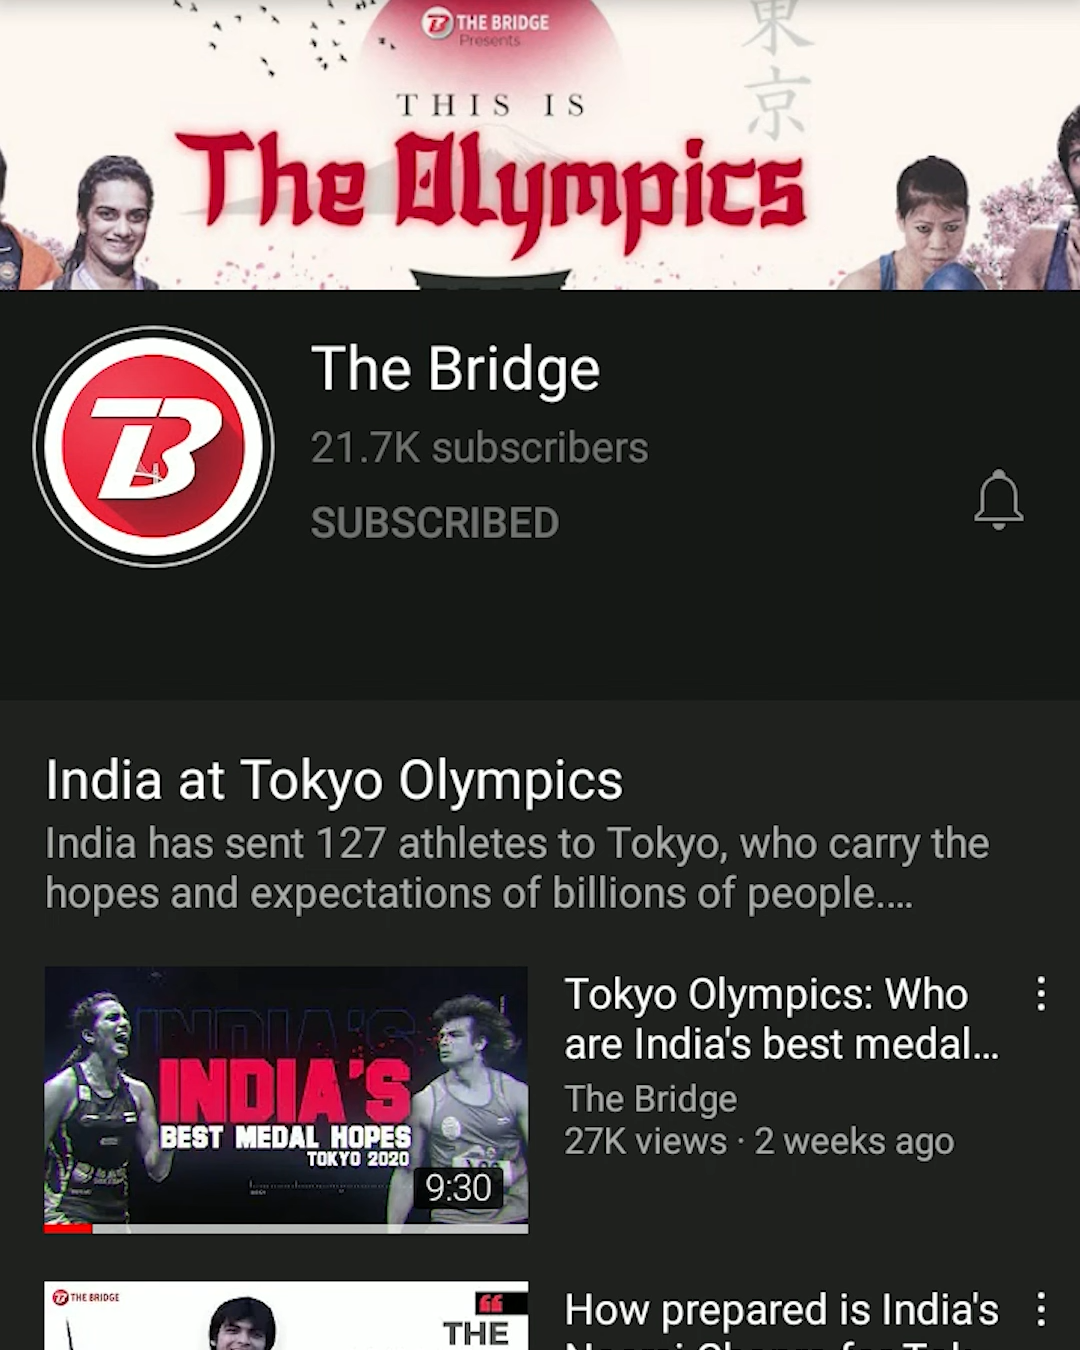 THE BRIDGE
Presents
東
京
THIS IS
The Olympics
TB
The Bridge
21.7K subscribers
SUBSCRIBED
India at Tokyo Olympics
India has sent 127 athletes to Tokyo, who carry the
hopes and expectations of billions of people....
INDIA'S
INDIA'S
BEST MEDAL HOPES
TOKYO 2020
9:30
Tokyo Olympics: Who
are India's best medal...
The Bridge
27K views · 2 weeks ago
THE BRIDGE
THE
How prepared is India's